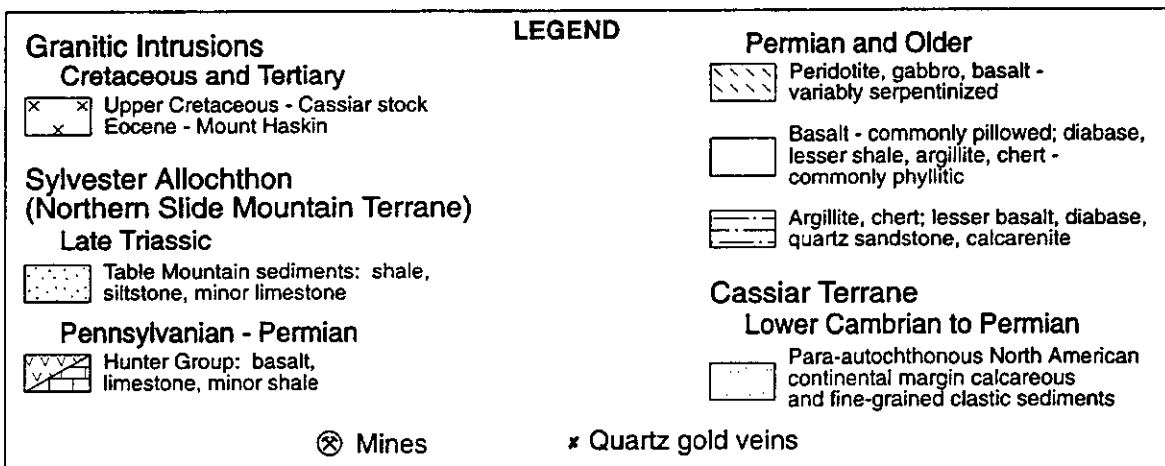 LEGEND
Granitic Intrusions
Cretaceous and Tertiary
Upper Cretaceous - Cassiar stock
Eocene - Mount Haskin
Sylvester Allochthon
(Northern Slide Mountain Terrane)
Late Triassic
Table Mountain sediments: shale,
siltstone, minor limestone
Pennsylvanian - Permian
Hunter Group: basalt,
limestone, minor shale
Permian and Older
Peridotite, gabbro, basalt -
variably serpentinized
Basalt - commonly pillowed; diabase,
lesser shale, argillite, chert -
commonly phyllitic
Argillite, chert; lesser basalt, diabase,
quartz sandstone, calcarenite
Cassiar Terrane
Lower Cambrian to Permian
Para-autochthonous North American
continental margin calcareous
and fine-grained clastic sediments
Mines
Quartz gold veins